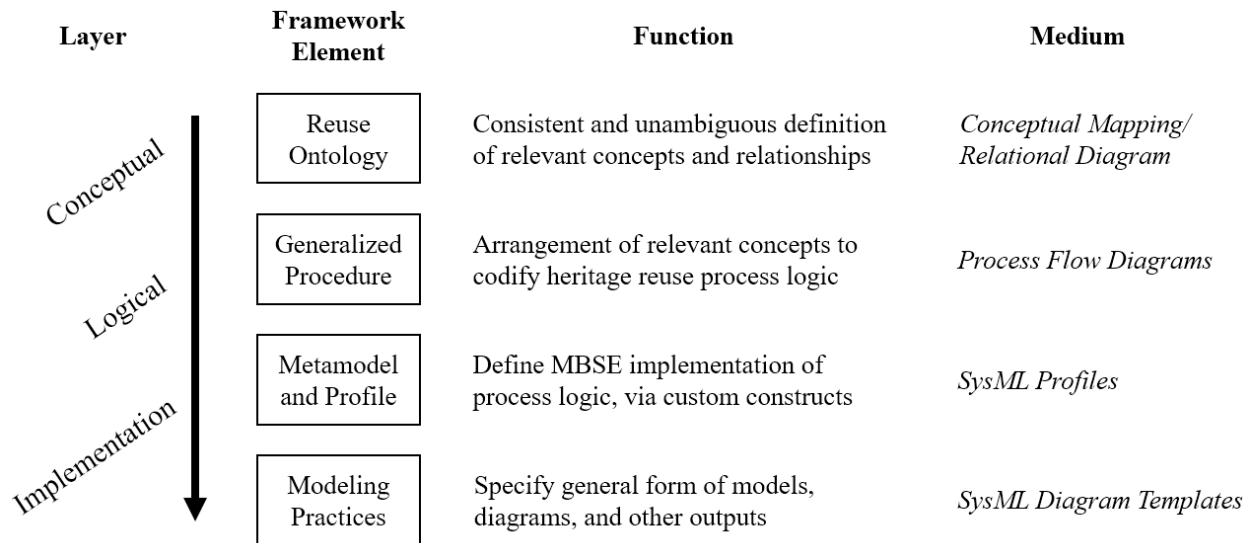 Layer
Framework
Element
Function
Medium
Conceptual
Logical
Implementation
Reuse
Ontology
Consistent and unambiguous definition
of relevant concepts and relationships
Conceptual Mapping/
Relational Diagram
Generalized
Procedure
Arrangement of relevant concepts to
codify heritage reuse process logic
Process Flow Diagrams
Metamodel
and Profile
Define MBSE implementation of
process logic, via custom constructs
SysML Profiles
Modeling
Practices
Specify general form of models,
diagrams, and other outputs
SysML Diagram Templates